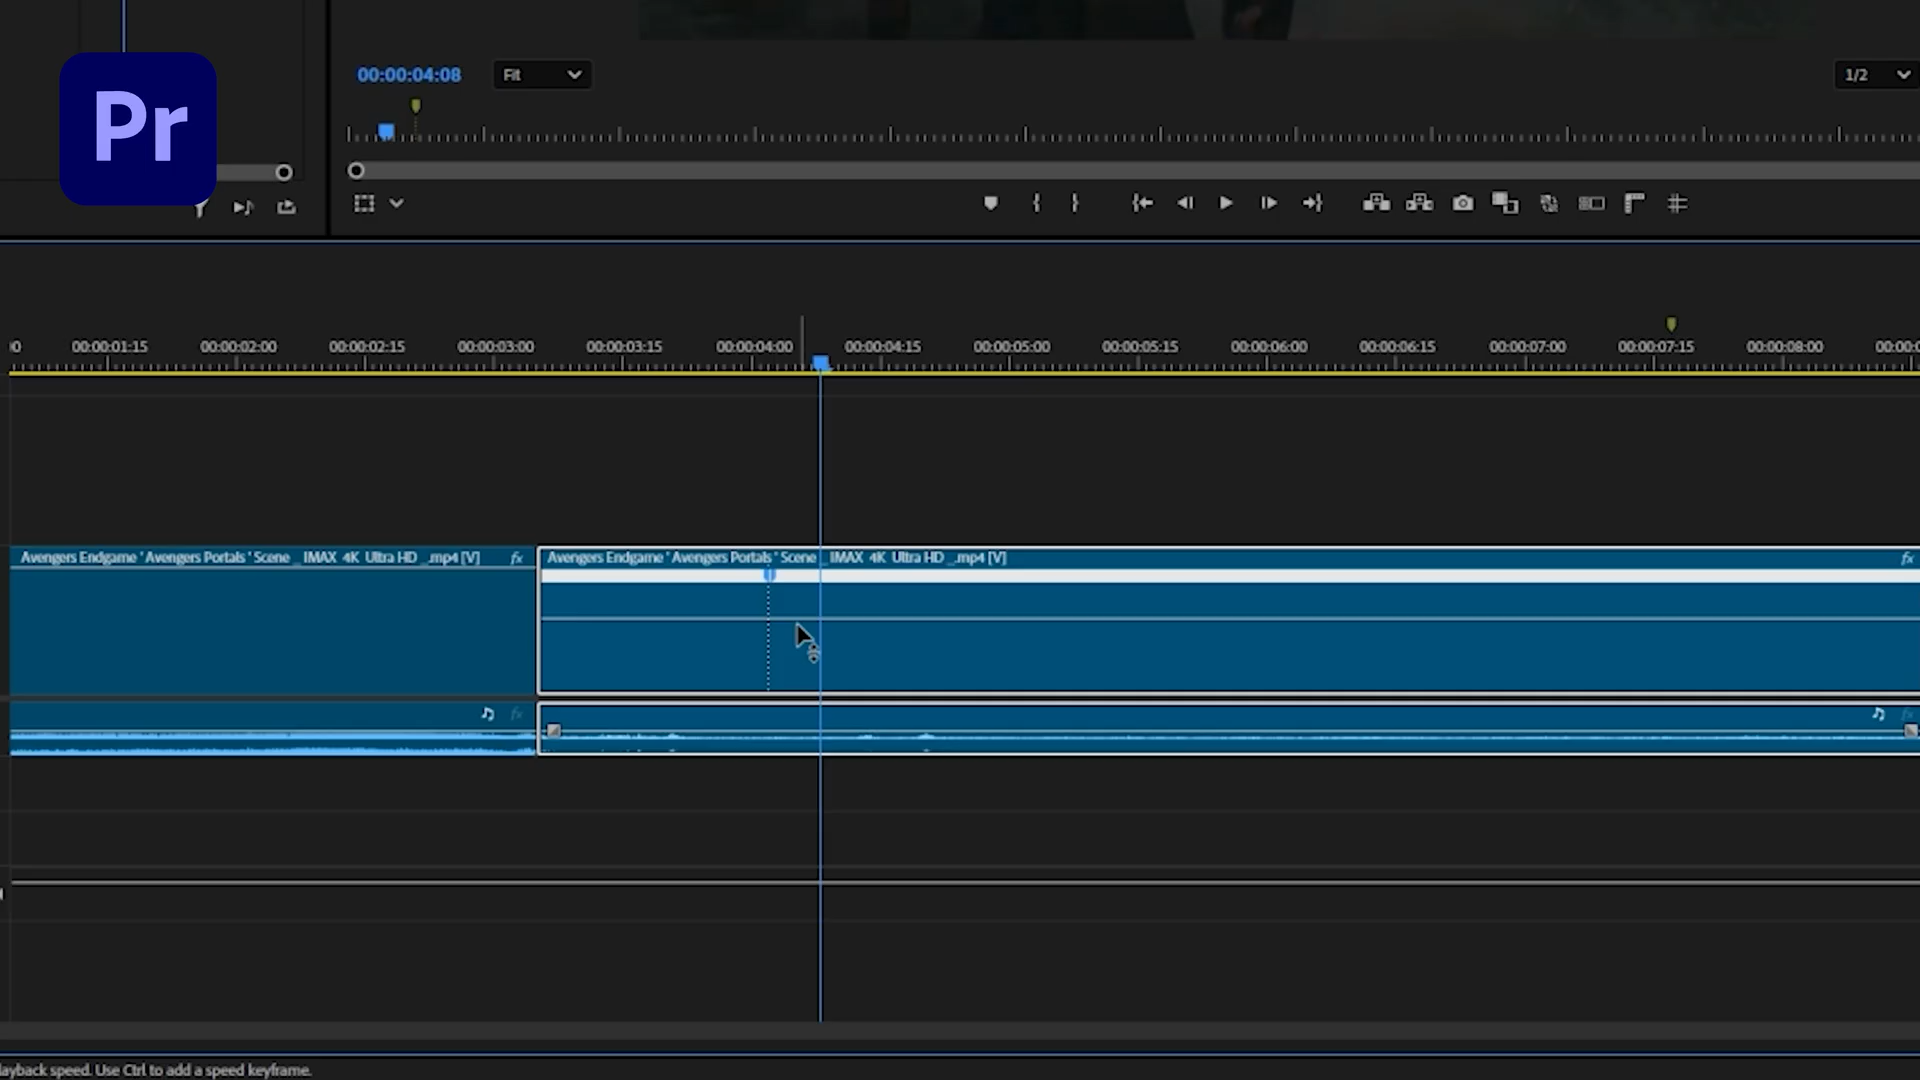 Pr
00:00:04:08 Fit 1/2
00:00:01:15 00:00:02:00 00:00:02:15 00:00:03:00 00:00:03:15 00:00:04:00 00:00:04:15 00:00:05:00 00:00:05:15 00:00:06:00 00:00:06:15 00:00:07:00 00:00:07:15 00:00:08:00
Avengers Endgame ' Avengers Portals ' Scene _ IMAX 4K Ultra HD _.mp4 [V] fx
Avengers Endgame ' Avengers Portals ' Scene _ IMAX 4K Ultra HD _.mp4 [V] fx
fx
fx
layback speed. Use Ctrl to add a speed keyframe.